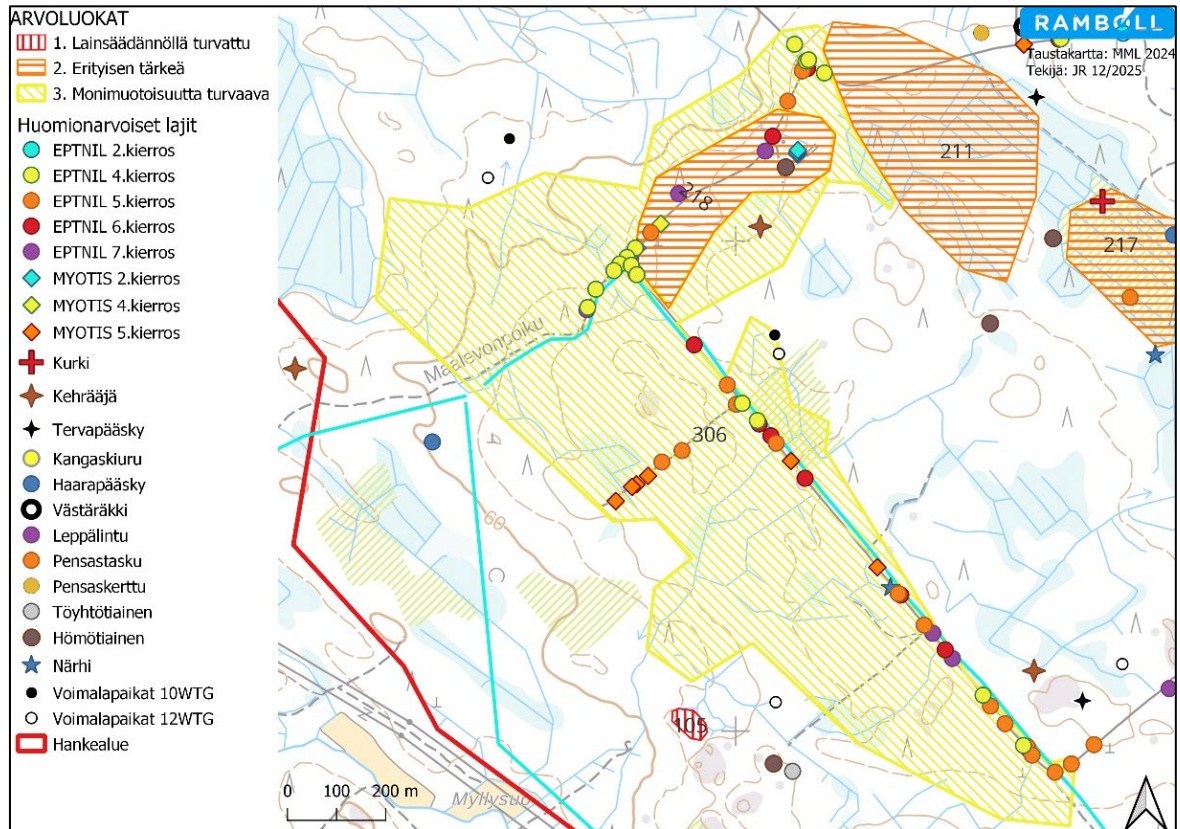 ARVOLUOKAT
1. Lainsäädännöllä turvattu
2. Erityisen tärkeä
3. Monimuotoisuutta turvaava
Huomionarvoiset lajit
EPTNIL 2.kierros
EPTNIL 4.kierros
EPTNIL 5.kierros
EPTNIL 6.kierros
EPTNIL 7.kierros
MYOTIS 2.kierros
MYOTIS 4.kierros
MYOTIS 5.kierros
Kurki
Kehrääjä
Tervapääsky
Kangaskiuru
Haarapääsky
Västäräkki
Leppälintu
Pensastasku
Pensaskerttu
Töyhtötiainen
Hömötiainen
Närhi
Voimalapaikat 10WTG
Voimalapaikat 12WTG
Hankealue
RAMBOLL
Taustakartta: MML 2024
Tekijä: JR 12/2025
211
218
217
Maalevonpolku
306
60
105
Myllysuo
0 100 200 m